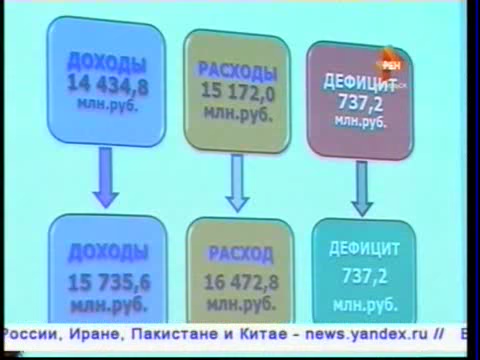 ДОХОДЫ
14 434,8
млн.руб.
РАСХОДЫ
15 172,0
млн.руб.
ДЕФИЦИТ
737,2
млн.руб.
РЕН
ДОХОДЫ
15 735,6
млн.руб.
РАСХОД
16 472,8
млн.руб.
ДЕФИЦИТ
737,2
млн.руб.
России, Иране, Пакистане и Китае - news.yandex.ru //